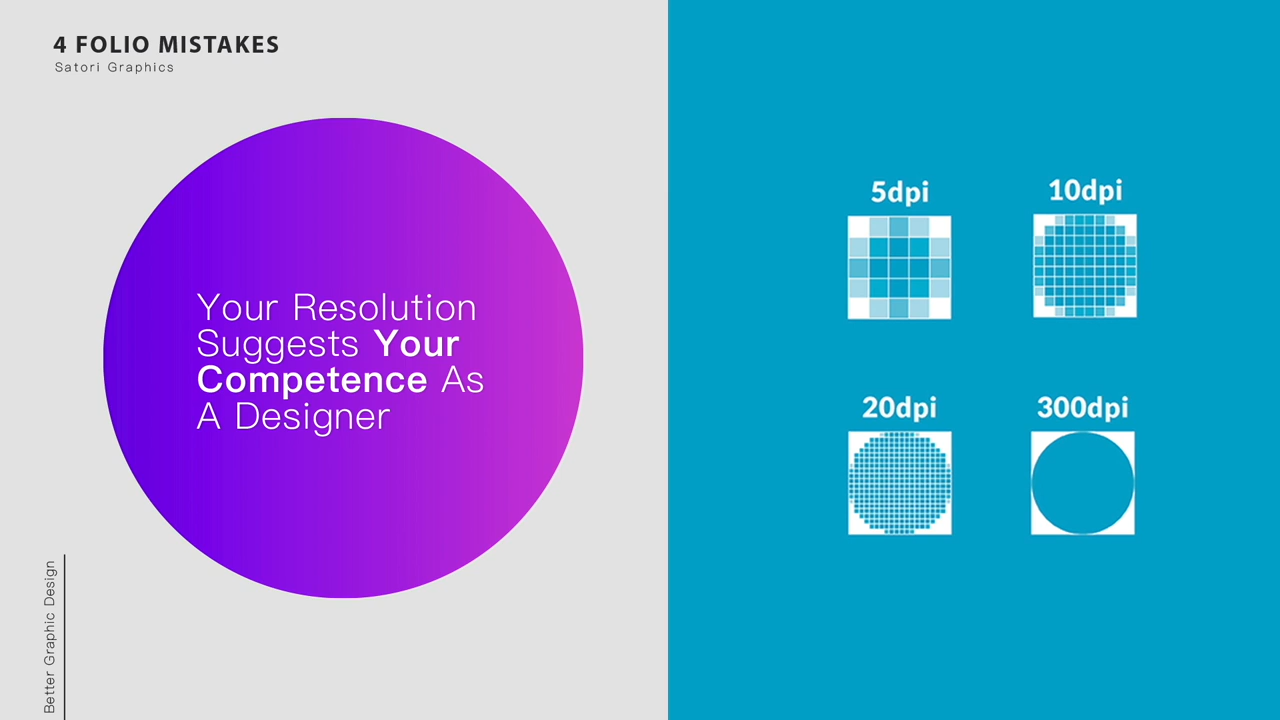 4 FOLIO MISTAKES
Satori Graphics
Your Resolution
Suggests Your
Competence As
A Designer
Better Graphic Design
5dpi
10dpi
20dpi
300dpi